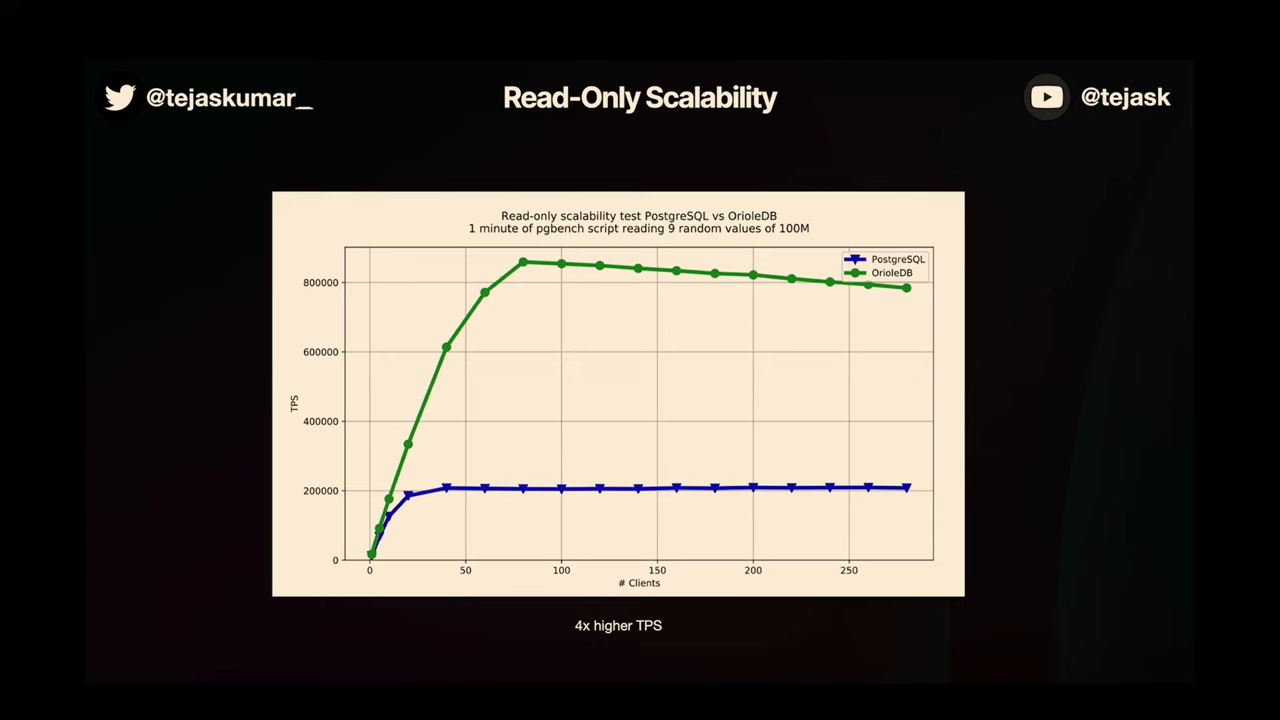 @tejaskumar_
Read-Only Scalability
@tejask
Read-only scalability test PostgreSQL vs OrioleDB
1 minute of pgbench script reading 9 random values of 100M
PostgreSQL
OrioleDB
TPS
800000
600000
400000
200000
0
0 50 100 150 200 250
# Clients
4x higher TPS